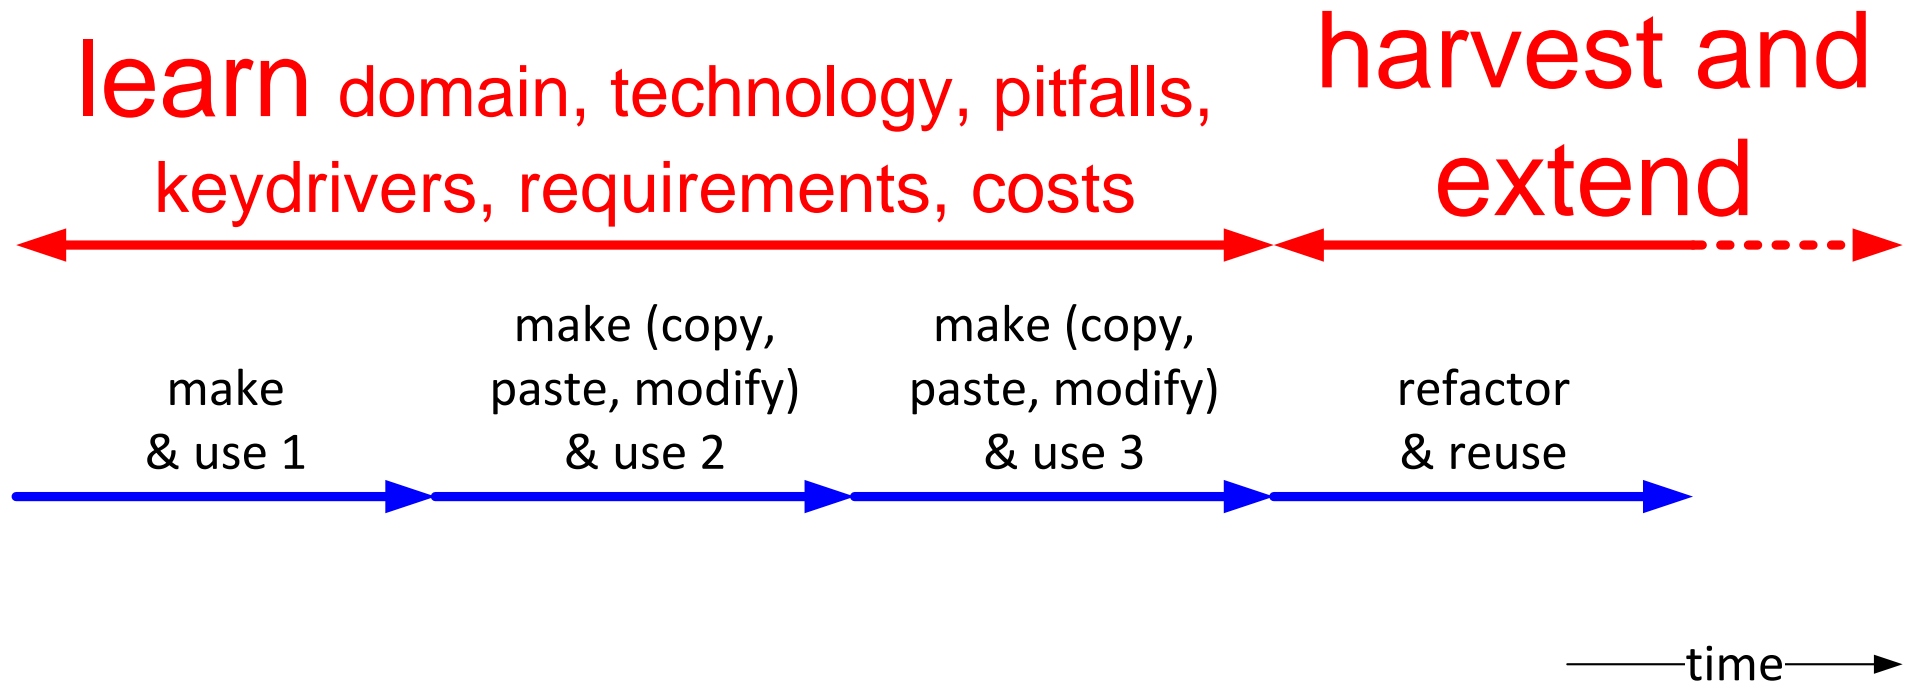 learn domain, technology, pitfalls,
keydrivers, requirements, costs
harvest and
extend
make
& use 1
make (copy,
paste, modify)
& use 2
make (copy,
paste, modify)
& use 3
refactor
& reuse
time